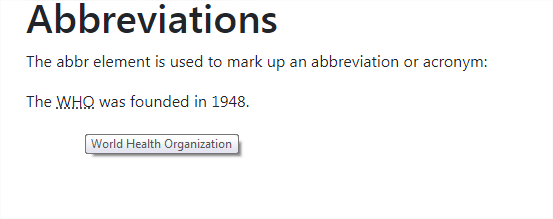 Abbreviations
The abbr element is used to mark up an abbreviation or acronym:
The WHO was founded in 1948.
World Health Organization